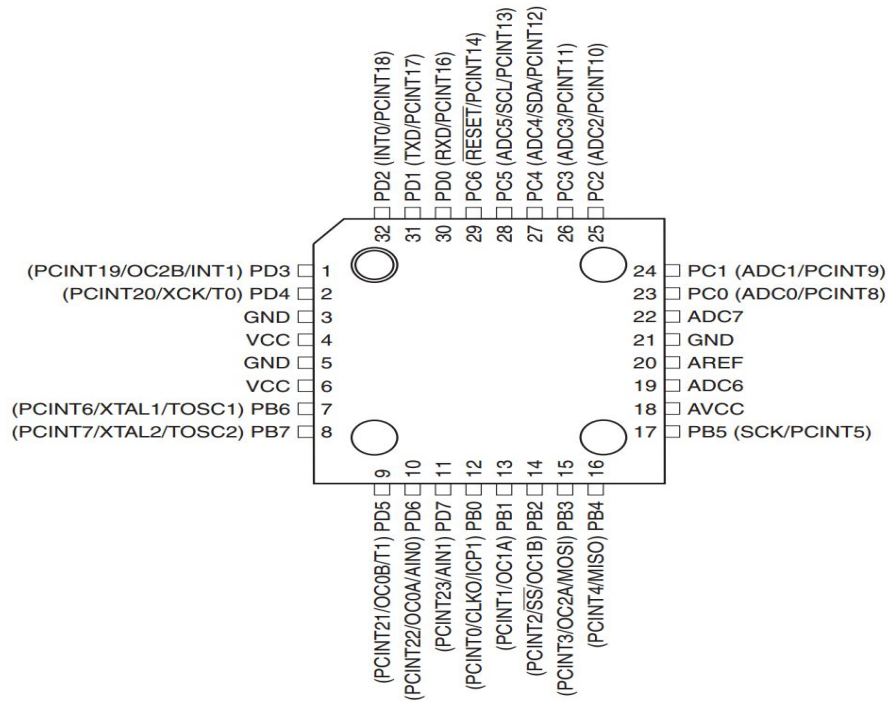 32 PD2 (INT0/PCINT18)
31 PD1 (TXD/PCINT17)
30 PD0 (RXD/PCINT16)
29 PC6 (RESET/PCINT14)
28 PC5 (ADC5/SCL/PCINT13)
27 PC4 (ADC4/SDA/PCINT12)
26 PC3 (ADC3/PCINT11)
25 PC2 (ADC2/PCINT10)
(PCINT19/OC2B/INT1) PD3 1
(PCINT20/XCK/T0) PD4 2
GND 3
VCC 4
GND 5
VCC 6
(PCINT6/XTAL1/TOSC1) PB6 7
(PCINT7/XTAL2/TOSC2) PB7 8
24 PC1 (ADC1/PCINT9)
23 PC0 (ADC0/PCINT8)
22 ADC7
21 GND
20 AREF
19 ADC6
18 AVCC
17 PB5 (SCK/PCINT5)
(PCINT21/OC0B/T1) PD5 9
(PCINT22/OC0A/AIN0) PD6 10
(PCINT23/AIN1) PD7 11
(PCINT0/CLKO/ICP1) PB0 12
(PCINT1/OC1A) PB1 13
(PCINT2/SS/OC1B) PB2 14
(PCINT3/OC2A/MOSI) PB3 15
(PCINT4/MISO) PB4 16